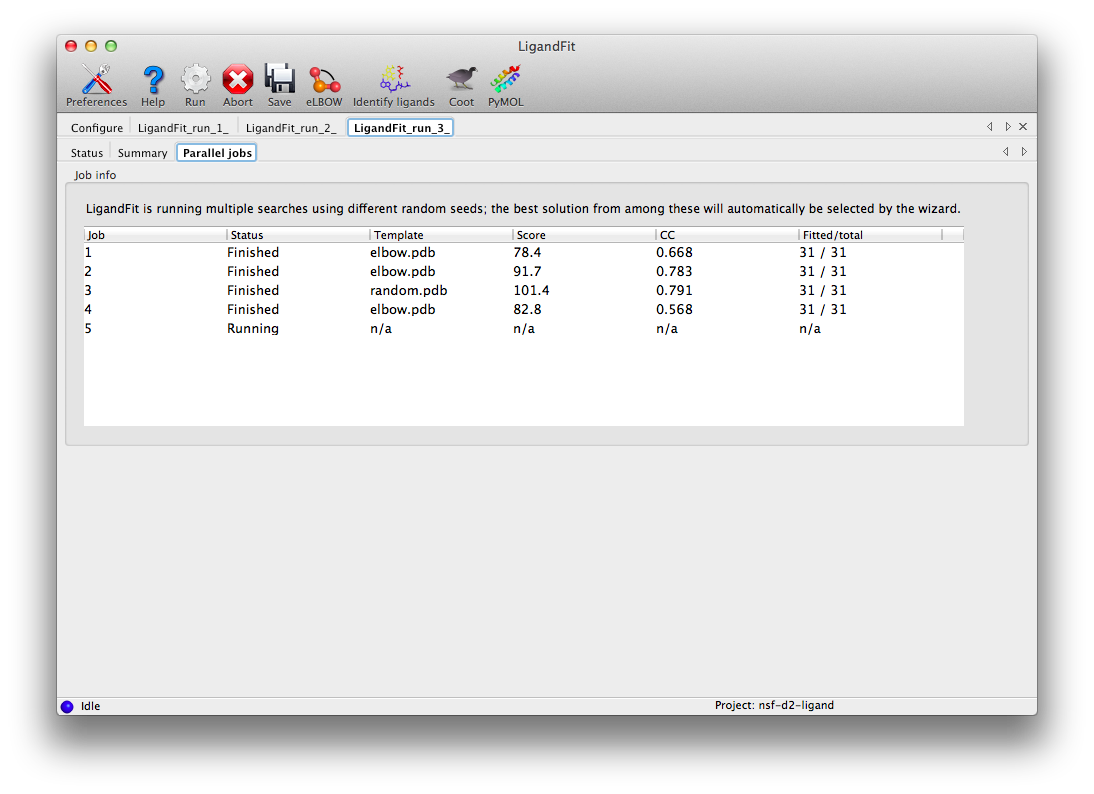 LigandFit
Preferences Help Run Abort Save eLBOW Identify ligands Coot PyMOL
Configure LigandFit_run_1_ LigandFit_run_2_ LigandFit_run_3_
Status Summary Parallel jobs
Job info
LigandFit is running multiple searches using different random seeds; the best solution from among these will automatically be selected by the wizard.
Job Status Template Score CC Fitted/total
1 Finished elbow.pdb 78.4 0.668 31 / 31
2 Finished elbow.pdb 91.7 0.783 31 / 31
3 Finished random.pdb 101.4 0.791 31 / 31
4 Finished elbow.pdb 82.8 0.568 31 / 31
5 Running n/a n/a n/a n/a
Idle Project: nsf-d2-ligand